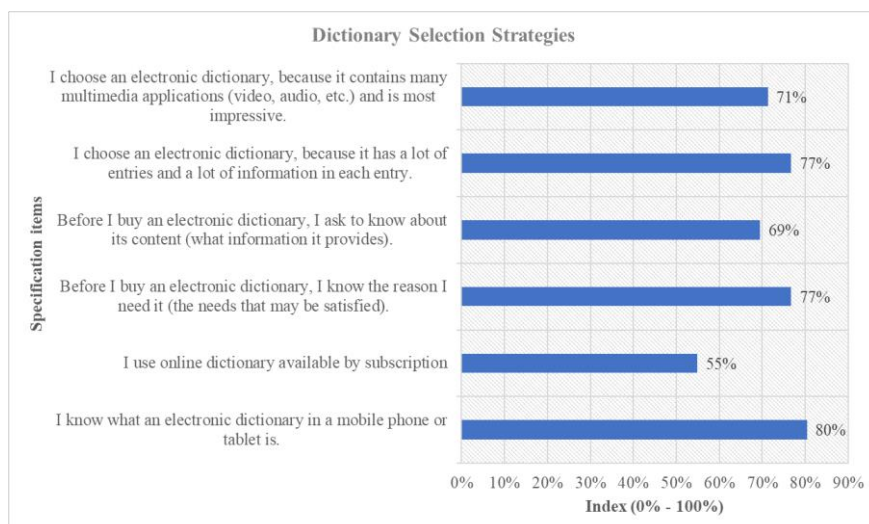 Dictionary Selection Strategies
Specification items
I choose an electronic dictionary, because it contains many
multimedia applications (video, audio, etc.) and is most
impressive.
71%
I choose an electronic dictionary, because it has a lot of
entries and a lot of information in each entry.
77%
Before I buy an electronic dictionary, I ask to know about
its content (what information it provides).
69%
Before I buy an electronic dictionary, I know the reason I
need it (the needs that may be satisfied).
77%
I use online dictionary available by subscription
55%
I know what an electronic dictionary in a mobile phone or
tablet is.
80%
0% 10% 20% 30% 40% 50% 60% 70% 80% 90%
Index (0% - 100%)